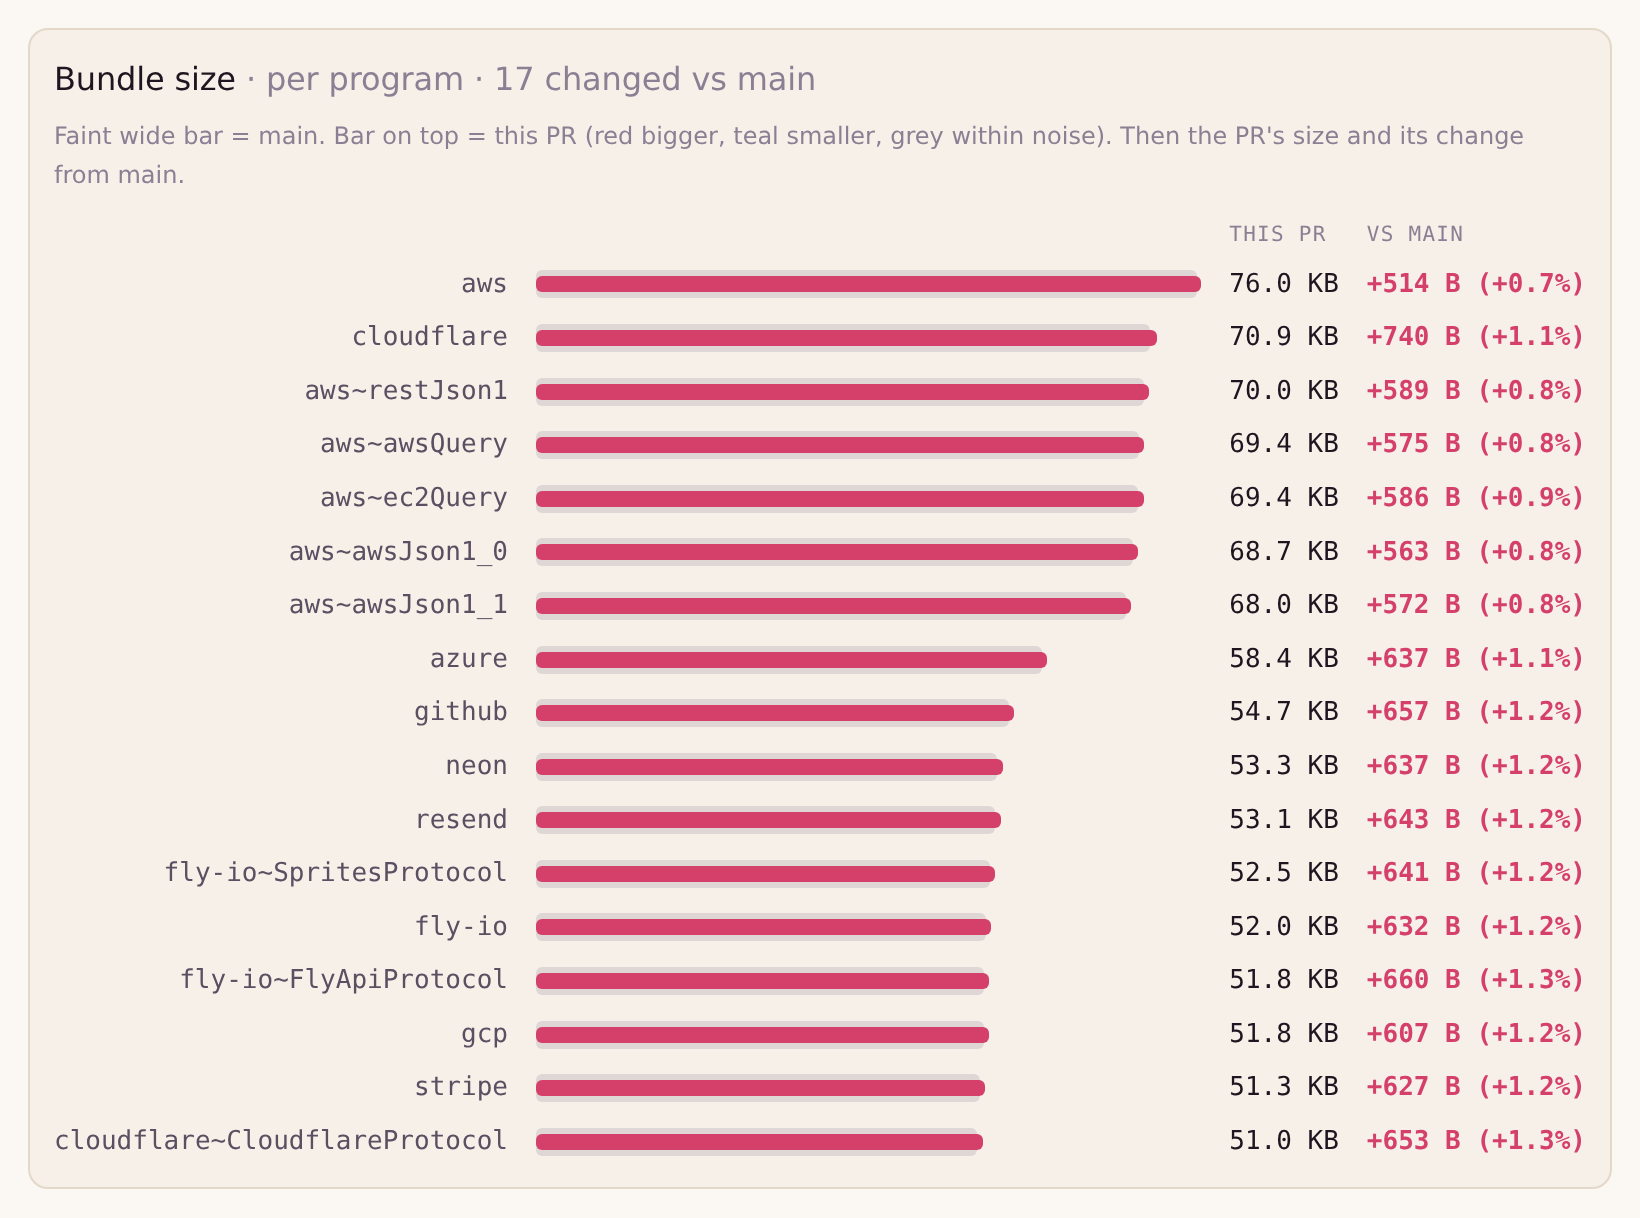 Bundle size · per program · 17 changed vs main
Faint wide bar = main. Bar on top = this PR (red bigger, teal smaller, grey within noise). Then the PR's size and its change
from main.
THIS PR VS MAIN
aws 76.0 KB +514 B (+0.7%)
cloudflare 70.9 KB +740 B (+1.1%)
aws~restJson1 70.0 KB +589 B (+0.8%)
aws~awsQuery 69.4 KB +575 B (+0.8%)
aws~ec2Query 69.4 KB +586 B (+0.9%)
aws~awsJson1_0 68.7 KB +563 B (+0.8%)
aws~awsJson1_1 68.0 KB +572 B (+0.8%)
azure 58.4 KB +637 B (+1.1%)
github 54.7 KB +657 B (+1.2%)
neon 53.3 KB +637 B (+1.2%)
resend 53.1 KB +643 B (+1.2%)
fly-io~SpritesProtocol 52.5 KB +641 B (+1.2%)
fly-io 52.0 KB +632 B (+1.2%)
fly-io~FlyApiProtocol 51.8 KB +660 B (+1.3%)
gcp 51.8 KB +607 B (+1.2%)
stripe 51.3 KB +627 B (+1.2%)
cloudflare~CloudflareProtocol 51.0 KB +653 B (+1.3%)